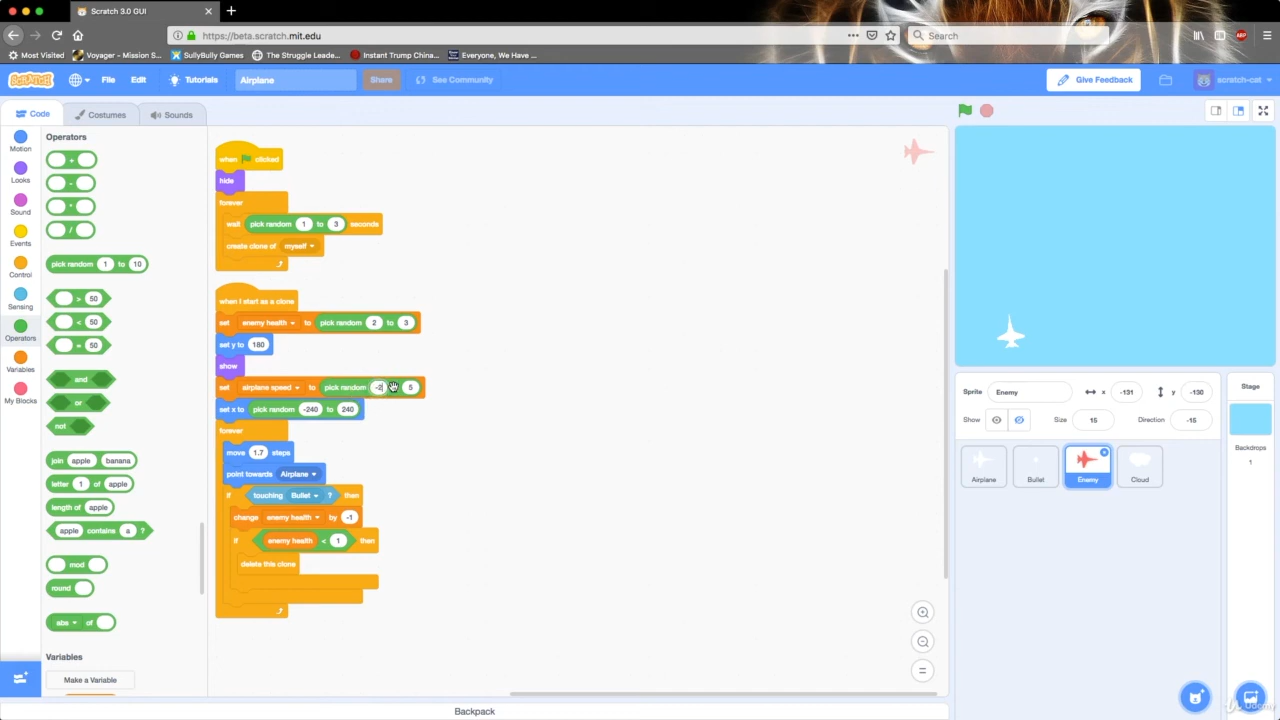 Scratch 3.0 GUI
https://beta.scratch.mit.edu
Search
Most Visited
Voyager - Mission S...
SullyBully Games
The Struggle Leade...
Instant Trump China...
Everyone, We Have ...
SCRATCH
File
Edit
Tutorials
Airplane
Share
See Community
Give Feedback
scratch-cat
Code
Costumes
Sounds
Motion
Looks
Sound
Events
Control
Sensing
Operators
Variables
My Blocks
Operators
+
-
*
/
pick random 1 to 10
> 50
< 50
= 50
and
or
not
join apple banana
letter 1 of apple
length of apple
apple contains a ?
mod
round
abs of
Variables
Make a Variable
when clicked
hide
forever
wait pick random 1 to 3 seconds
create clone of myself
when I start as a clone
set enemy health to pick random 2 to 3
set y to 180
show
set airplane speed to pick random -2 5
set x to pick random -240 to 240
forever
move 1.7 steps
point towards Airplane
if touching Bullet ? then
change enemy health by -1
if enemy health < 1 then
delete this clone
Backpack
Sprite Enemy x -131 y -130
Show Size 15 Direction -15
Airplane
Bullet
Enemy
Cloud
Stage
Backdrops
1
Udemy